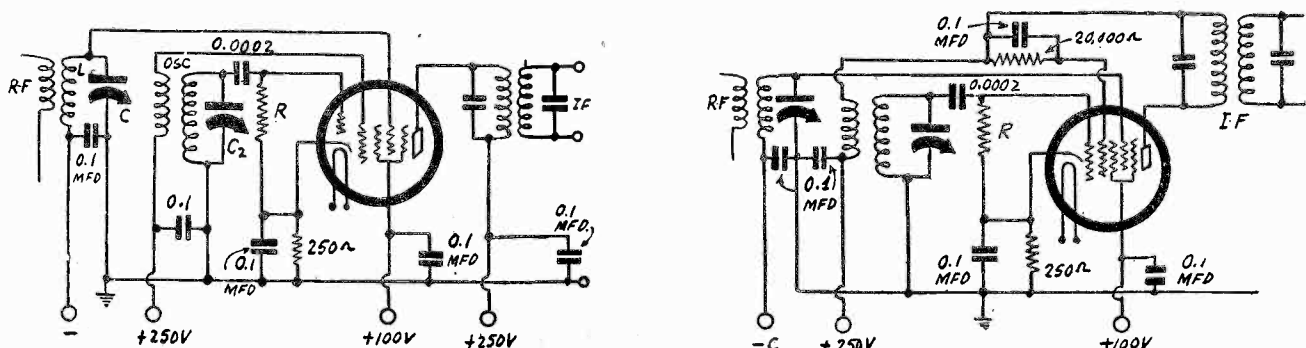 R·F
L
C
0.1
MFD
OSC
0.0002
C2
R
0.1
0.1
MFD
250Ω
0.1
MFD
IF
0.1
MFD.
-
+250V
+100V
+250V
0.1
MFD
20,000Ω
R·F
0.0002
R
0.1
MFD
I·F
0.1
MFD
250Ω
0.1
MFD
-C
+250V
+100V